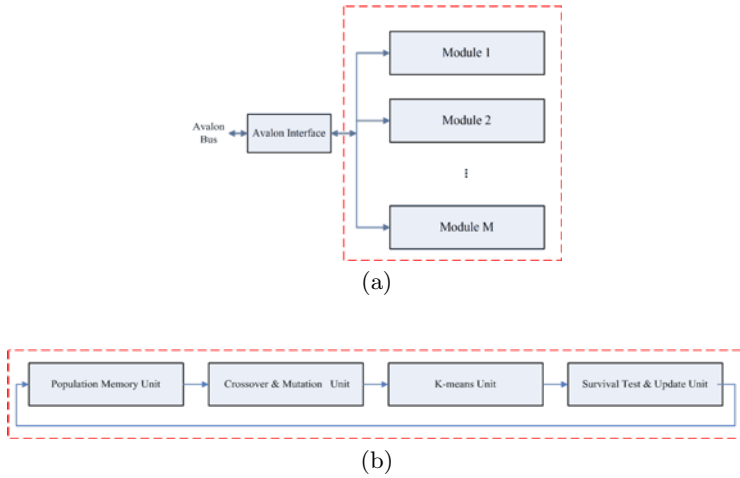 Module 1
Avalon
Bus
Avalon Interface
Module 2
⋮
Module M
(a)
Population Memory Unit
Crossover & Mutation Unit
K-means Unit
Survival Test & Update Unit
(b)